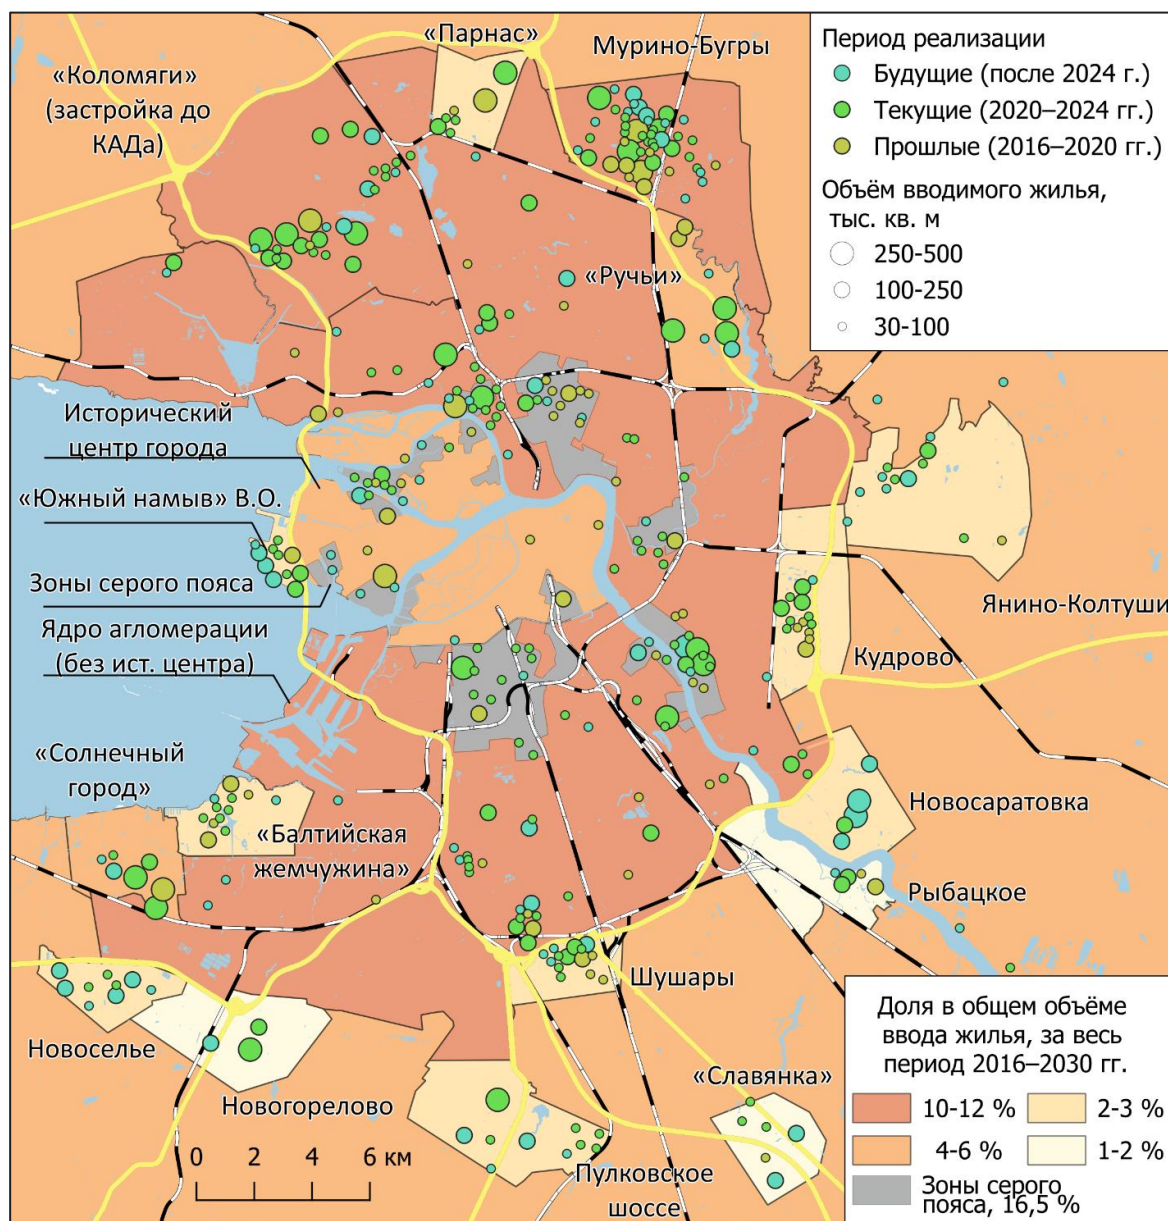 «Парнас»
Мурино-Бугры
«Коломяги»
(застройка до
КАДа)
Период реализации
Будущие (после 2024 г.)
Текущие (2020–2024 гг.)
Прошлые (2016–2020 гг.)
Объём вводимого жилья,
тыс. кв. м
250-500
100-250
30-100
«Ручьи»
Исторический
центр города
«Южный намыв» В.О.
Зоны серого пояса
Ядро агломерации
(без ист. центра)
Янино-Колтуши
Кудрово
«Солнечный
город»
«Балтийская
жемчужина»
Новосаратовка
Рыбацкое
Шушары
Новоселье
Новогорелово
«Славянка»
Пулковское
шоссе
0 2 4 6 км
Доля в общем объёме
ввода жилья, за весь
период 2016–2030 гг.
10-12 %
2-3 %
4-6 %
1-2 %
Зоны серого
пояса, 16,5 %